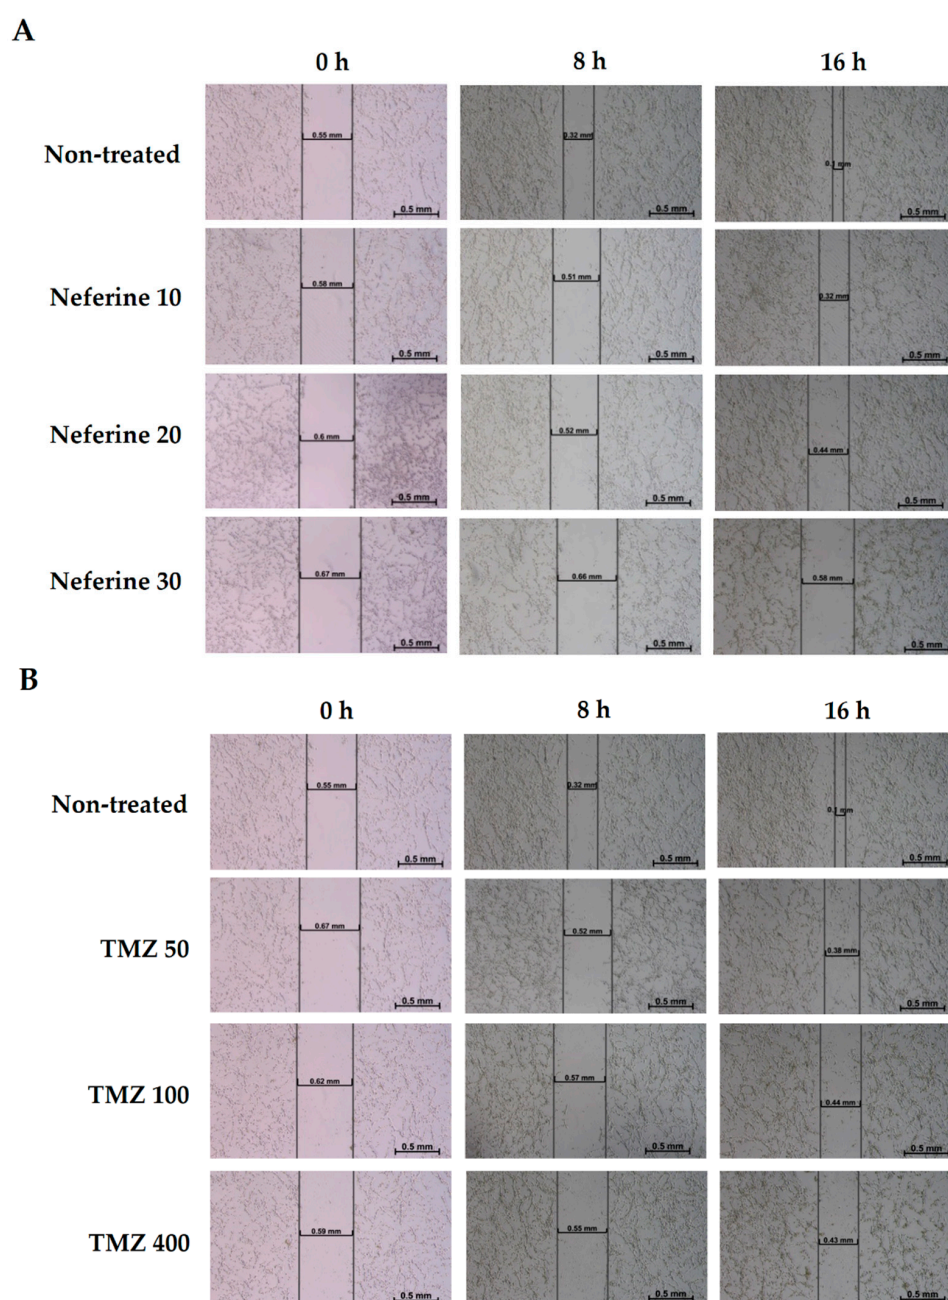 A
0 h 8 h 16 h
Non-treated
0.55 mm 0.32 mm 0.1 mm
0.5 mm 0.5 mm 0.5 mm
Neferine 10
0.58 mm 0.51 mm 0.32 mm
0.5 mm 0.5 mm 0.5 mm
Neferine 20
0.6 mm 0.52 mm 0.44 mm
0.5 mm 0.5 mm 0.5 mm
Neferine 30
0.67 mm 0.66 mm 0.58 mm
0.5 mm 0.5 mm 0.5 mm
B
0 h 8 h 16 h
Non-treated
0.55 mm 0.32 mm 0.1 mm
0.5 mm 0.5 mm 0.5 mm
TMZ 50
0.67 mm 0.52 mm 0.38 mm
0.5 mm 0.5 mm 0.5 mm
TMZ 100
0.62 mm 0.57 mm 0.44 mm
0.5 mm 0.5 mm 0.5 mm
TMZ 400
0.59 mm 0.55 mm 0.43 mm
0.5 mm 0.5 mm 0.5 mm